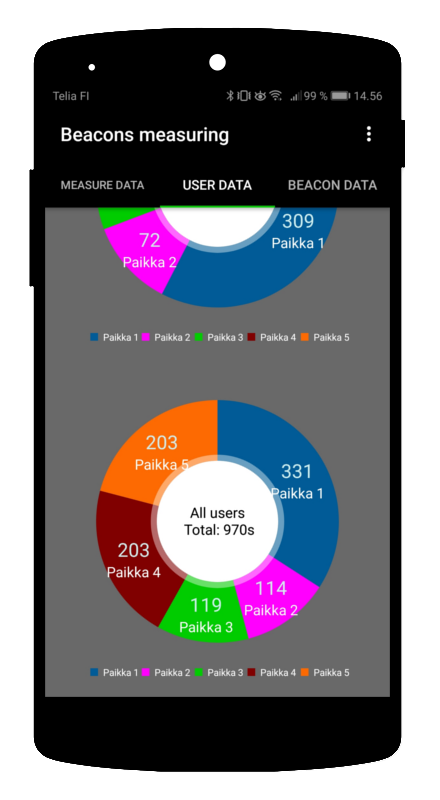 Telia FI 99 % 14.56
Beacons measuring
MEASURE DATA USER DATA BEACON DATA
309
Paikka 1
72
Paikka 2
Paikka 1 Paikka 2 Paikka 3 Paikka 4 Paikka 5
203
Paikka 5
331
Paikka 1
All users
Total: 970s
203
Paikka 4
114
Paikka 2
119
Paikka 3
Paikka 1 Paikka 2 Paikka 3 Paikka 4 Paikka 5